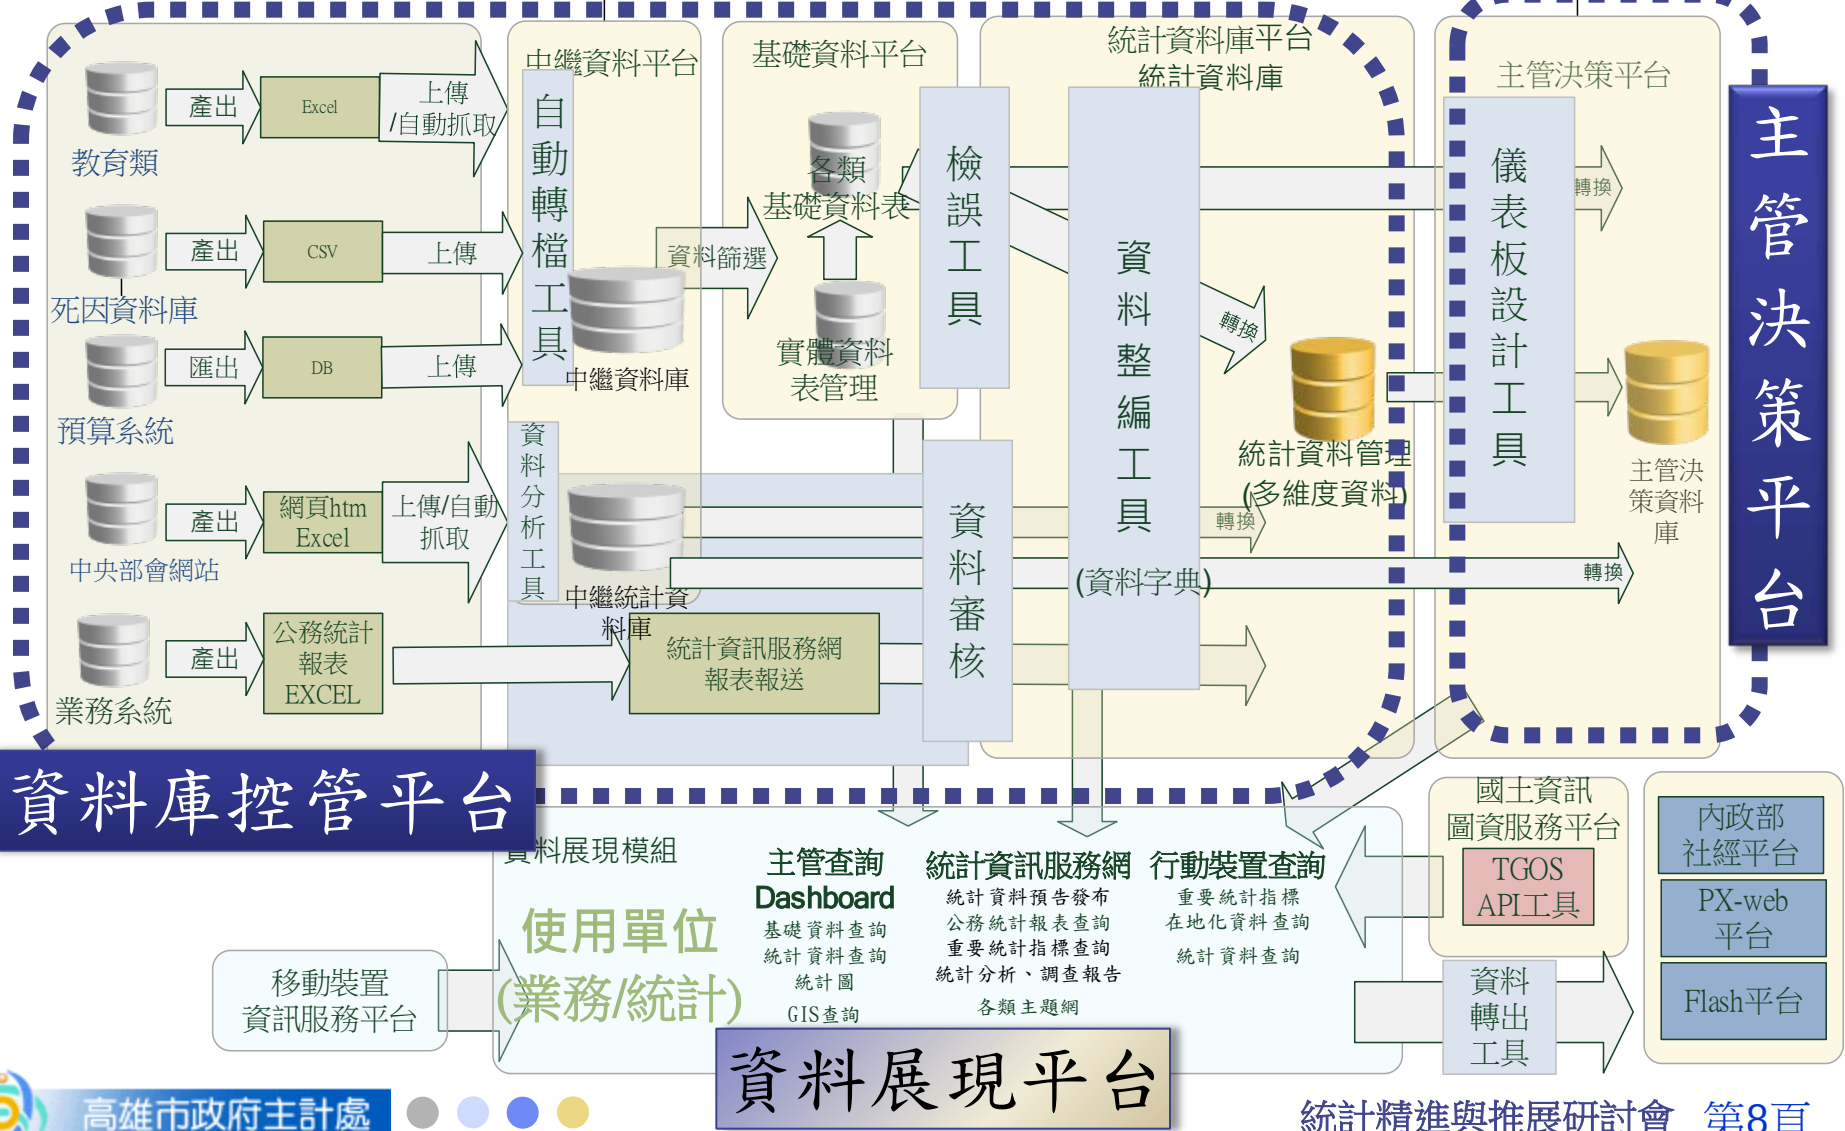 中繼資料平台
基礎資料平台
統計資料庫平台
統計資料庫
主管決策平台
教育類
產出
Excel
上傳
/自動抓取
死因資料庫
產出
CSV
上傳
預算系統
匯出
DB
上傳
中央部會網站
產出
網頁htm
Excel
上傳/自動
抓取
業務系統
產出
公務統計
報表
EXCEL
自動轉檔工具
中繼資料庫
資料分析工具
中繼統計資
料庫
統計資訊服務網
報表報送
資料篩選
各類
基礎資料表
實體資料
表管理
檢誤工具
資料審核
資料整編工具
(資料字典)
轉換
統計資料管理
(多維度資料)
轉換
儀表板設計工具
轉換
主管決
策資料
庫
轉換
主管決策平台
資料庫控管平台
資料展現模組
使用單位
(業務/統計)
主管查詢
Dashboard
基礎資料查詢
統計資料查詢
統計圖
GIS查詢
統計資訊服務網
統計資料預告發布
公務統計報表查詢
重要統計指標查詢
統計分析、調查報告
各類主題網
行動裝置查詢
重要統計指標
在地化資料查詢
統計資料查詢
國土資訊
圖資服務平台
TGOS
API工具
內政部
社經平台
PX-web
平台
Flash平台
資料
轉出
工具
移動裝置
資訊服務平台
資料展現平台
高雄市政府主計處
統計精進與推展研討會
第8頁